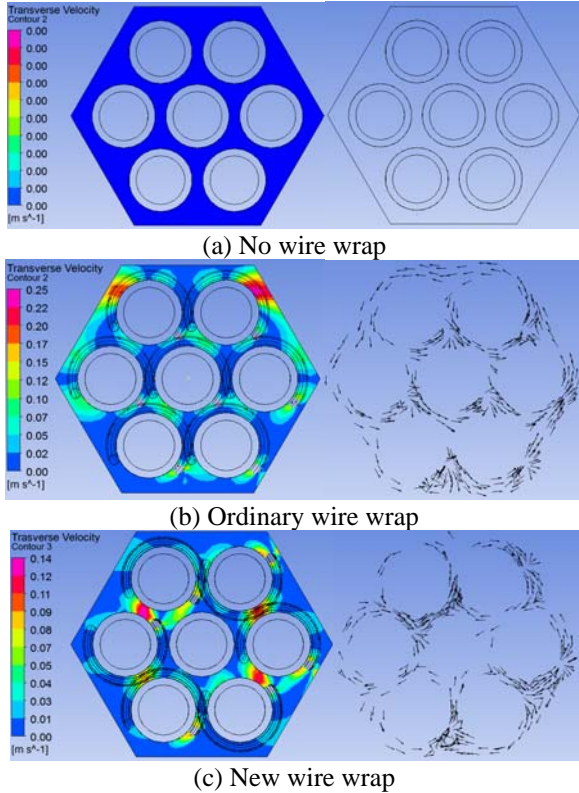 Transverse Velocity
Contour 2
0.00
0.00
0.00
0.00
0.00
0.00
0.00
0.00
0.00
0.00
0.00
[m s^-1]
(a) No wire wrap
Transverse Velocity
Contour 2
0.25
0.22
0.20
0.17
0.15
0.12
0.10
0.07
0.05
0.02
0.00
[m s^-1]
(b) Ordinary wire wrap
Trasverse Velocity
Contour 3
0.14
0.13
0.11
0.10
0.09
0.07
0.06
0.04
0.03
0.01
0.00
[m s^-1]
(c) New wire wrap